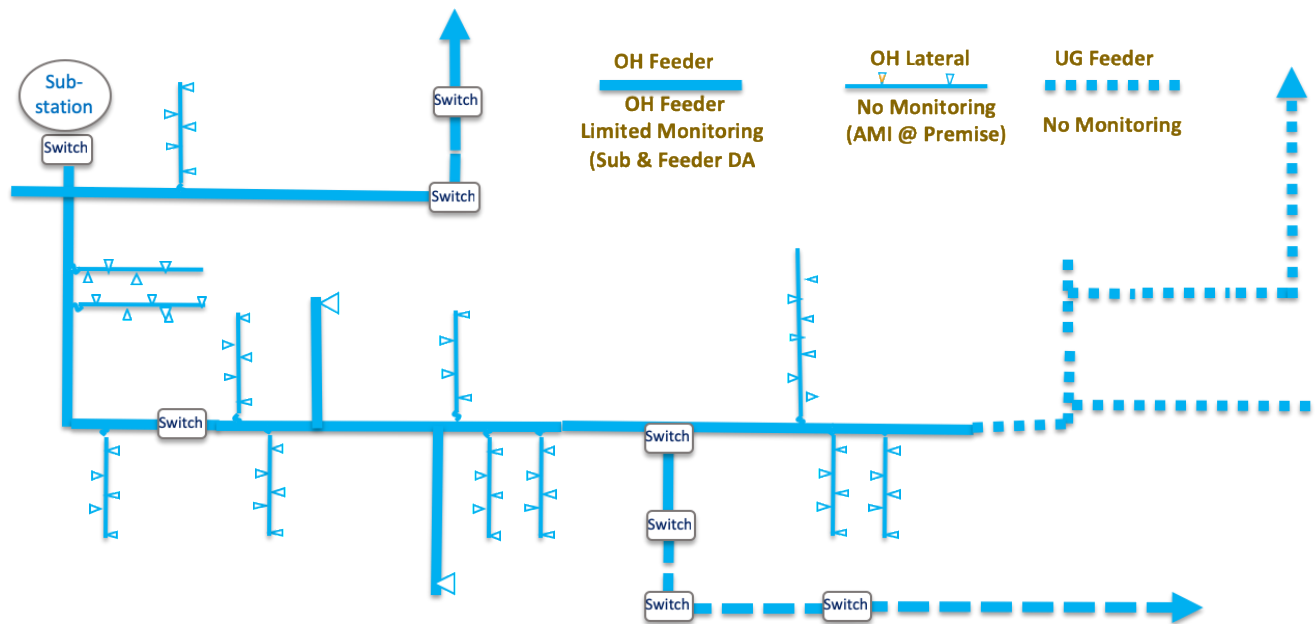 OH Feeder
OH Feeder
Limited Monitoring
(Sub & Feeder DA
OH Lateral
No Monitoring
(AMI @ Premise)
UG Feeder
No Monitoring
Sub-
station
Switch
Switch
Switch
Switch
Switch
Switch
Switch
Switch